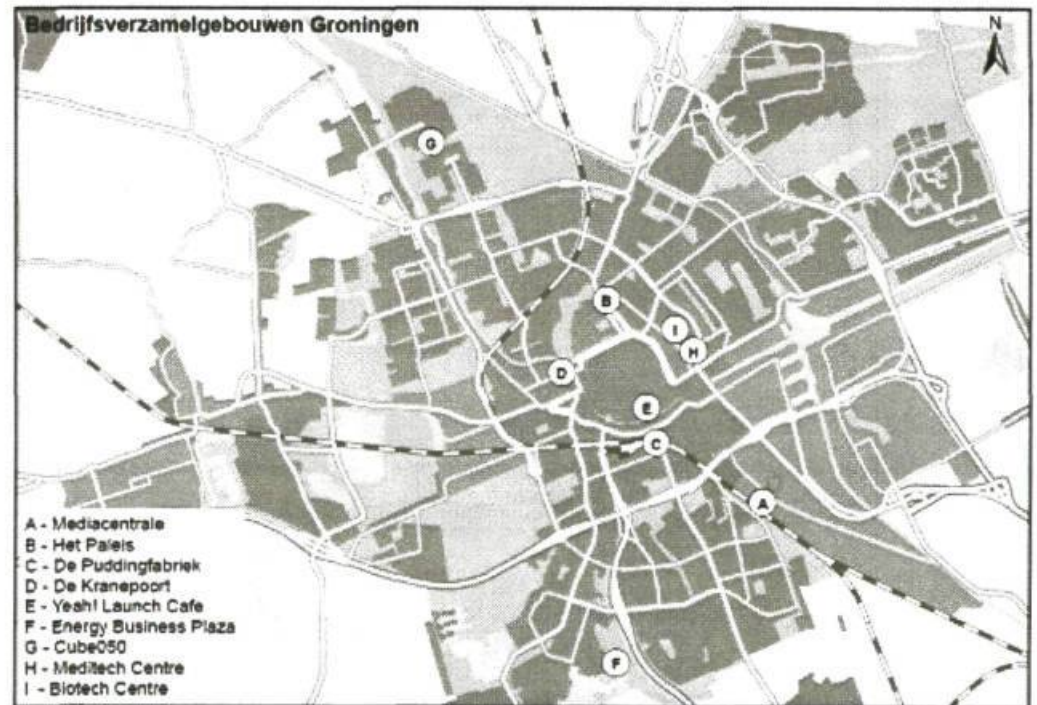 Bedrijfsverzamelgebouwen Groningen
N
G
B
I
H
D
E
C
A
F
A - Mediacentrale
B - Het Paleis
C - De Puddingfabriek
D - De Kranepoort
E - Yeah! Launch Cafe
F - Energy Business Plaza
G - Cube050
H - Meditech Centre
I - Biotech Centre